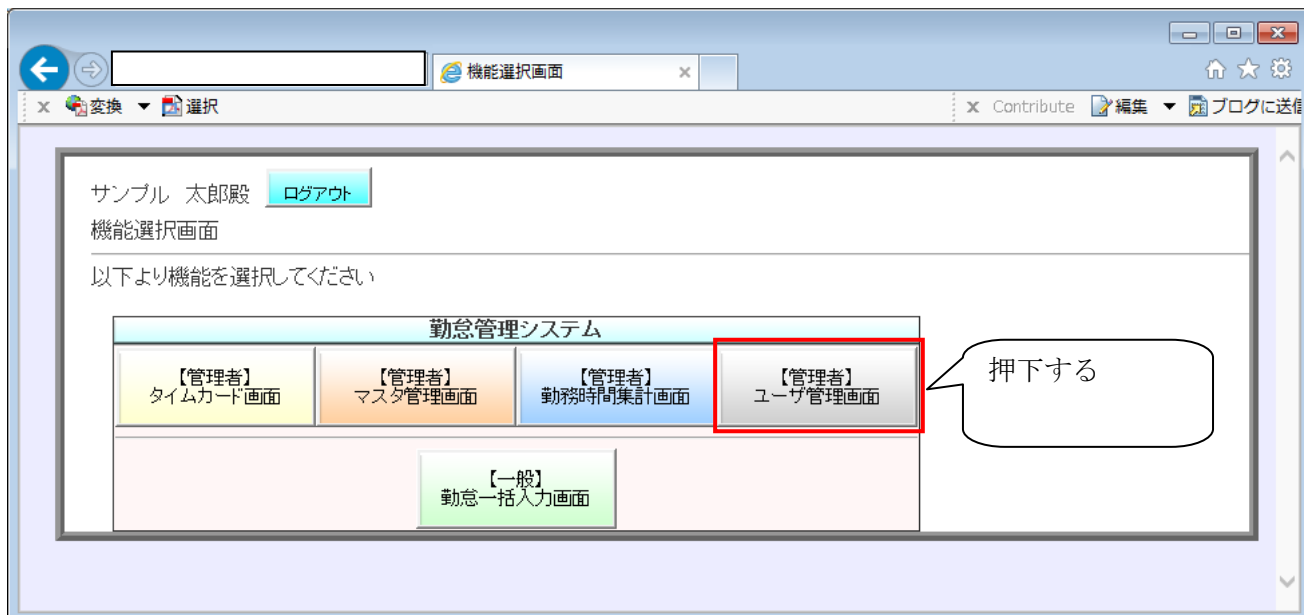 機能選択画面
x 変換 ▼ 選択
x Contribute 編集 ▼ ブログに送信
サンプル 太郎殿 ログアウト
機能選択画面
以下より機能を選択してください
勤怠管理システム
【管理者】
タイムカード画面
【管理者】
マスタ管理画面
【管理者】
勤務時間集計画面
【管理者】
ユーザ管理画面
押下する
【一般】
勤怠一括入力画面